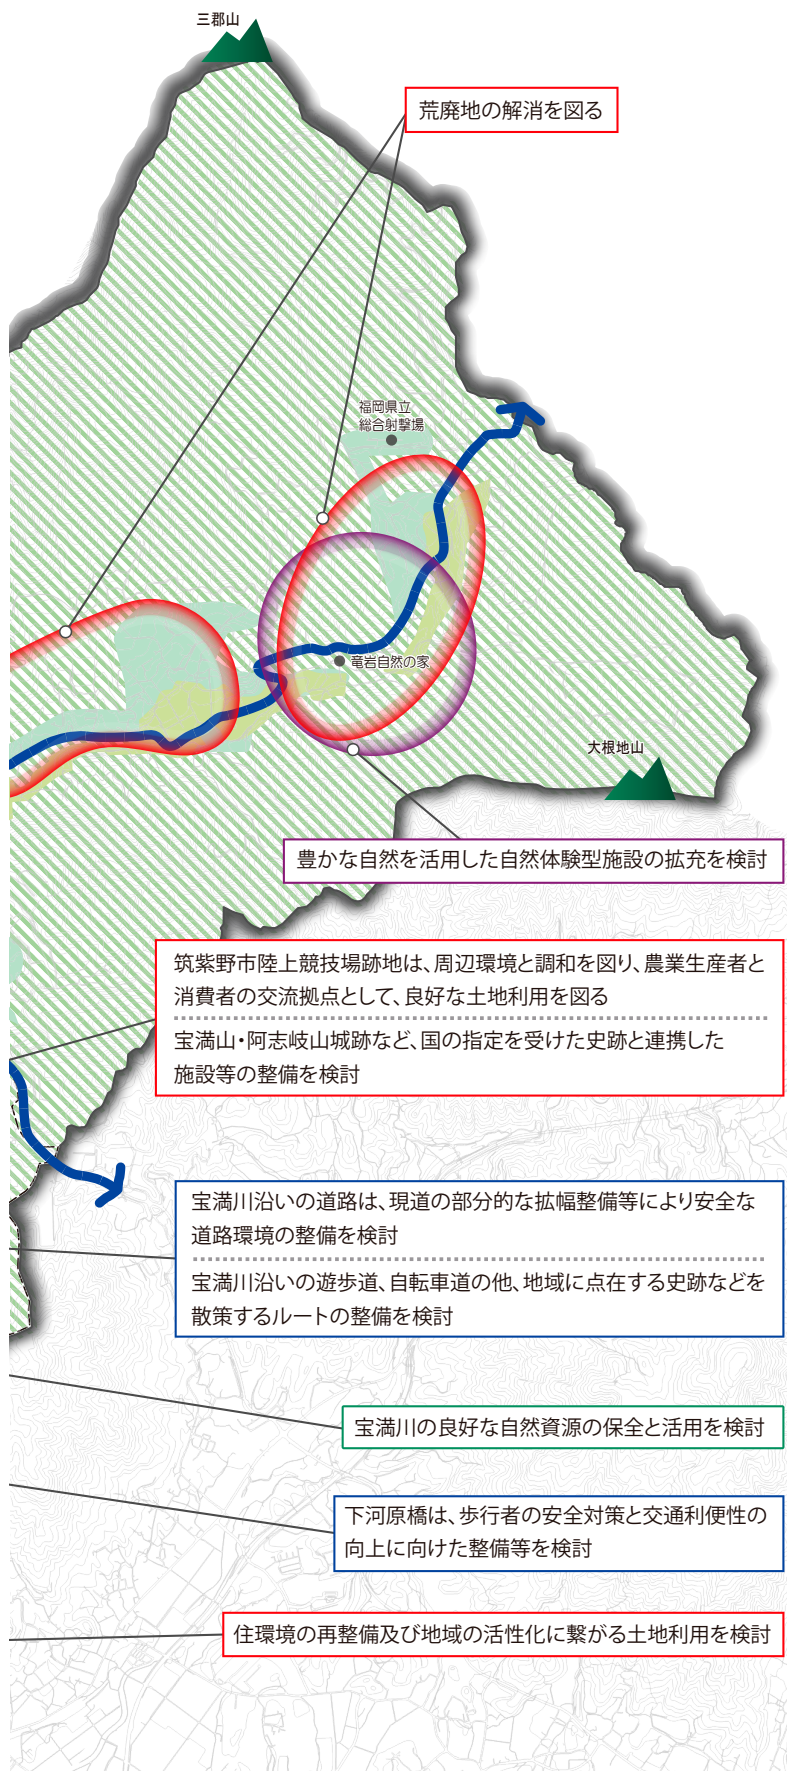 三郡山
荒廃地の解消を図る
福岡県立
総合射撃場
竜岩自然の家
大根地山
豊かな自然を活用した自然体験型施設の拡充を検討
筑紫野市陸上競技場跡地は、周辺環境と調和を図り、農業生産者と
消費者の交流拠点として、良好な土地利用を図る
宝満山・阿志岐山城跡など、国の指定を受けた史跡と連携した
施設等の整備を検討
宝満川沿いの道路は、現道の部分的な拡幅整備等により安全な
道路環境の整備を検討
宝満川沿いの遊歩道、自転車道の他、地域に点在する史跡などを
散策するルートの整備を検討
宝満川の良好な自然資源の保全と活用を検討
下河原橋は、歩行者の安全対策と交通利便性の
向上に向けた整備等を検討
住環境の再整備及び地域の活性化に繋がる土地利用を検討